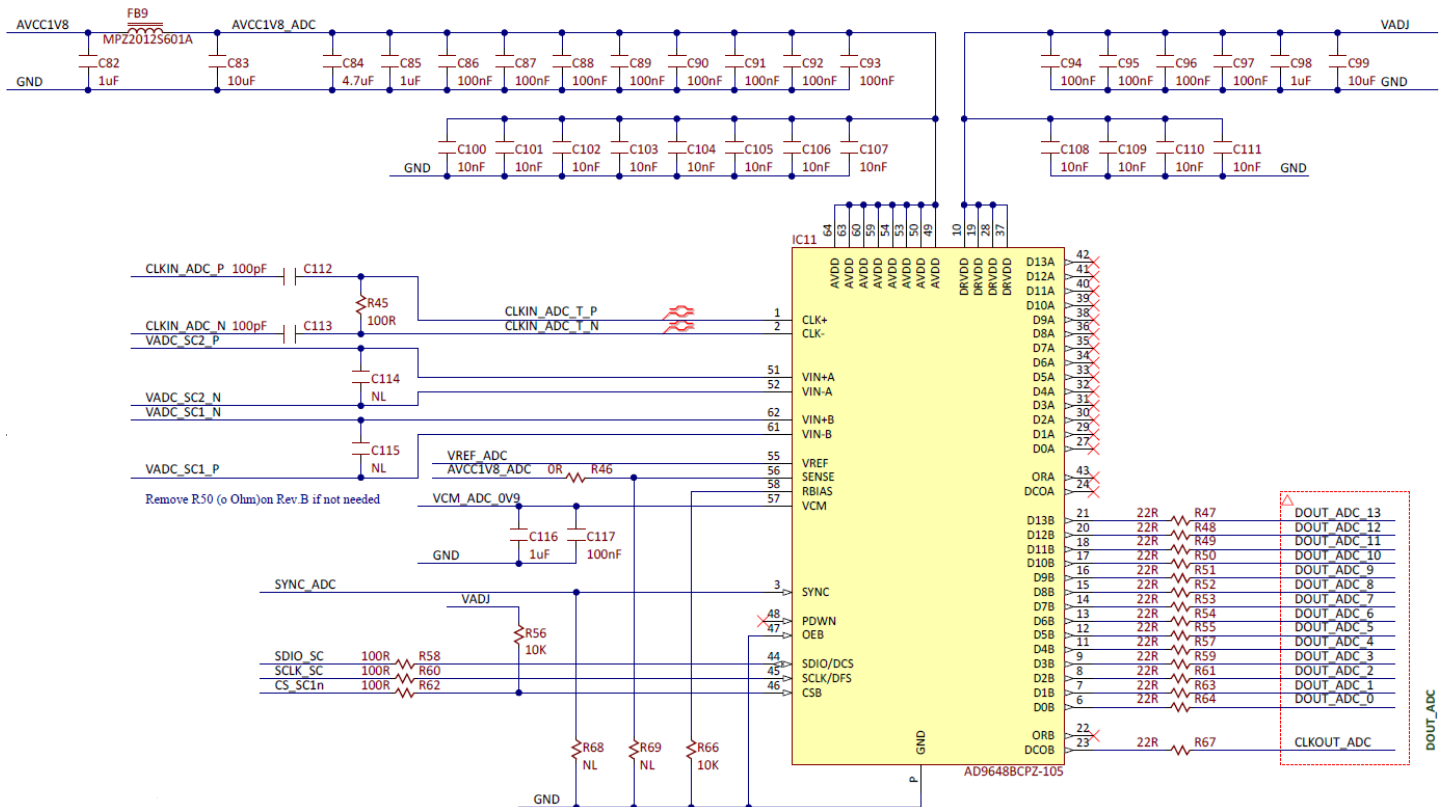 FB9
AVCC1V8 AVCC1V8_ADC VADJ
MPZ2012S601A
C82 C83 C84 C85 C86 C87 C88 C89 C90 C91 C92 C93 C94 C95 C96 C97 C98 C99
1uF 10uF 4.7uF 1uF 100nF 100nF 100nF 100nF 100nF 100nF 100nF 100nF 100nF 100nF 100nF 100nF 1uF 10uF
GND GND
C100 C101 C102 C103 C104 C105 C106 C107 C108 C109 C110 C111
10nF 10nF 10nF 10nF 10nF 10nF 10nF 10nF 10nF 10nF 10nF 10nF
GND GND
64 63 60 59 54 53 50 49 10 19 28 37
IC11
AVDD AVDD AVDD AVDD AVDD AVDD AVDD AVDD DRVDD DRVDD DRVDD DRVDD
D13A 42
D12A 41
D11A 40
D10A 39
D9A 38
D8A 36
D7A 35
D6A 34
D5A 33
D4A 32
D3A 31
D2A 30
D1A 29
D0A 27
ORA 43
DCOA 24
CLKIN_ADC_P 100pF C112
R45
100R
CLKIN_ADC_T_P 1 CLK+
CLKIN_ADC_N 100pF C113
CLKIN_ADC_T_N 2 CLK-
VADC_SC2_P
C114
NL
51 VIN+A
52 VIN-A
VADC_SC2_N
VADC_SC1_N
62 VIN+B
61 VIN-B
C115
NL
VADC_SC1_P
VREF_ADC 55 VREF
AVCC1V8_ADC 0R R46 56 SENSE
58 RBIAS
Remove R50 (o Ohm)on Rev.B if not needed
VCM_ADC_0V9 57 VCM
C116 C117
1uF 100nF
GND
SYNC_ADC 3 SYNC
VADJ
48 PDWN
R56
10K
47 OEB
SDIO_SC 100R R58 44 SDIO/DCS
SCLK_SC 100R R60 45 SCLK/DFS
CS_SC1n 100R R62 46 CSB
D13B 21 22R R47 DOUT_ADC_13
D12B 20 22R R48 DOUT_ADC_12
D11B 18 22R R49 DOUT_ADC_11
D10B 17 22R R50 DOUT_ADC_10
D9B 16 22R R51 DOUT_ADC_9
D8B 15 22R R52 DOUT_ADC_8
D7B 14 22R R53 DOUT_ADC_7
D6B 13 22R R54 DOUT_ADC_6
D5B 12 22R R55 DOUT_ADC_5
D4B 11 22R R57 DOUT_ADC_4
D3B 9 22R R59 DOUT_ADC_3
D2B 8 22R R61 DOUT_ADC_2
D1B 7 22R R63 DOUT_ADC_1
D0B 6 22R R64 DOUT_ADC_0
ORB 22
DCOB 23 22R R67 CLKOUT_ADC
DOUT_ADC
R68 R69 R66
NL NL 10K
GND
P
AD9648BCPZ-105
GND